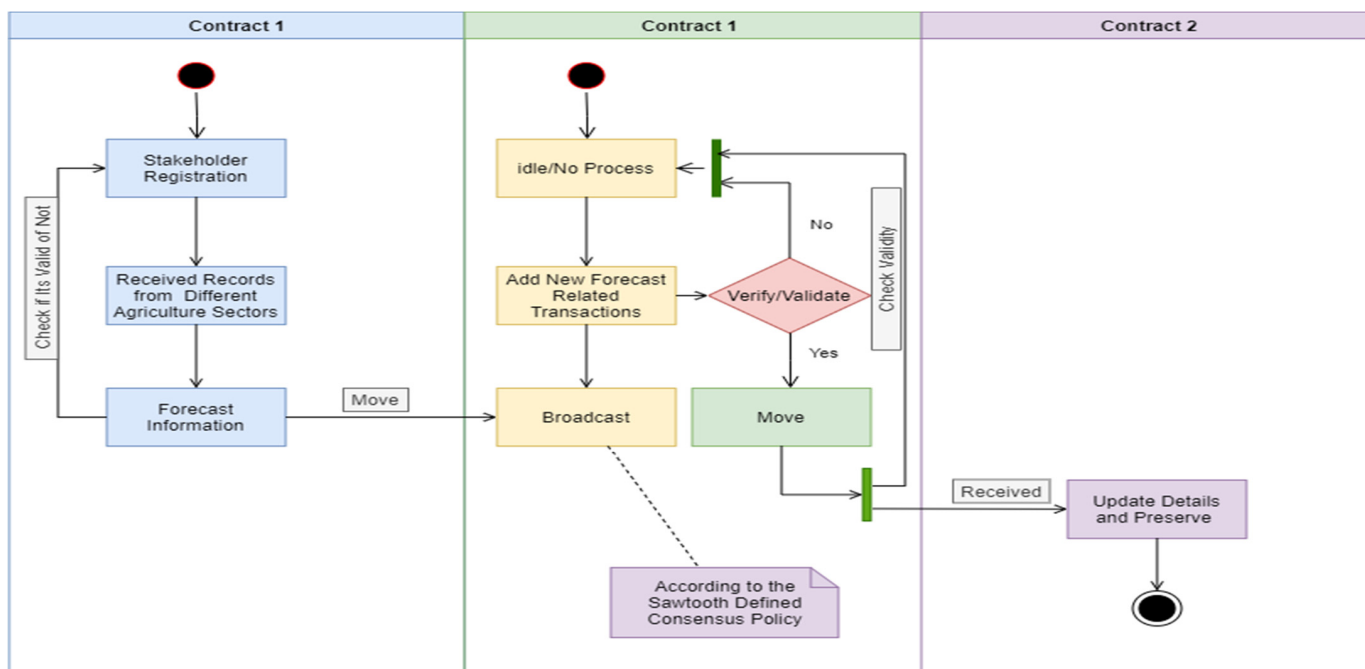 Contract 1
Contract 1
Contract 2
Stakeholder
Registration
Check if Its Valid of Not
Received Records
from Different
Agriculture Sectors
Forecast
Information
Move
idle/No Process
Add New Forecast
Related
Transactions
Broadcast
No
Verify/Validate
Check Validity
Yes
Move
According to the
Sawtooth Defined
Consensus Policy
Received
Update Details
and Preserve